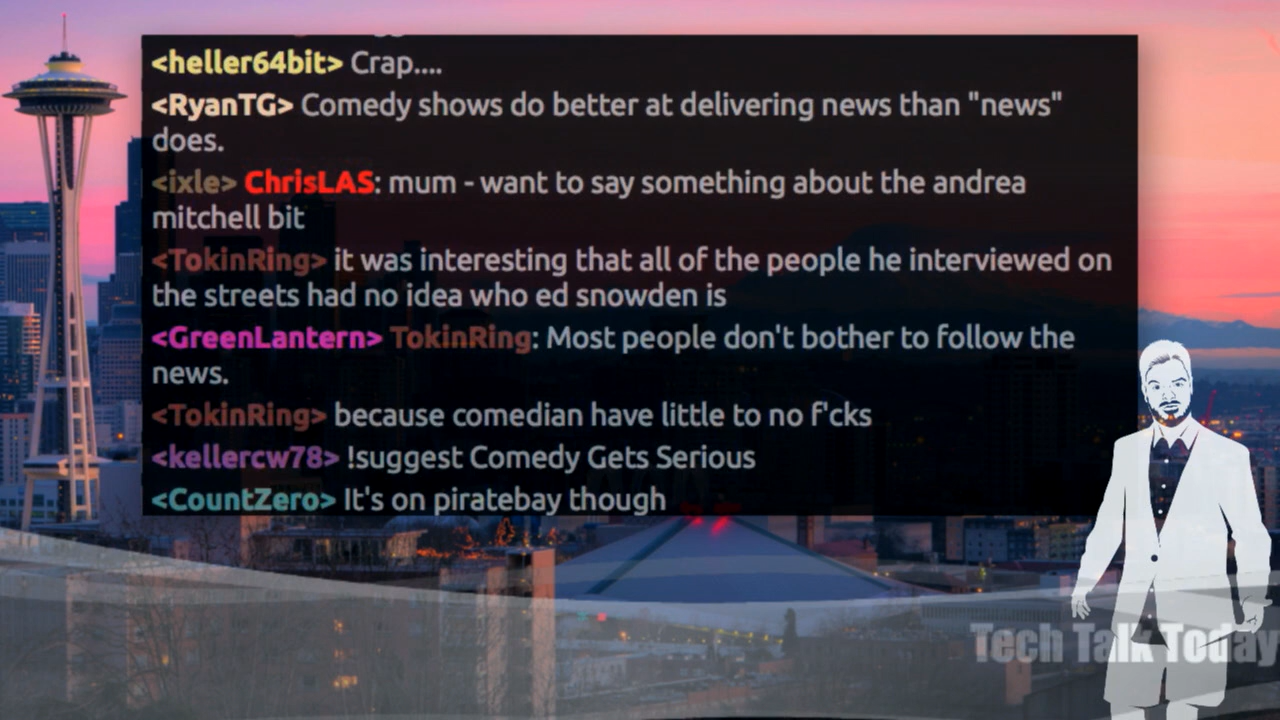 <heller64bit> Crap....
<RyanTG> Comedy shows do better at delivering news than "news"
does.
<ixle> ChrisLAS: mum - want to say something about the andrea
mitchell bit
<TokinRing> it was interesting that all of the people he interviewed on
the streets had no idea who ed snowden is
<GreenLantern> TokinRing: Most people don't bother to follow the
news.
<TokinRing> because comedian have little to no f'cks
<kellercw78> !suggest Comedy Gets Serious
<CountZero> It's on piratebay though
Tech Talk Today